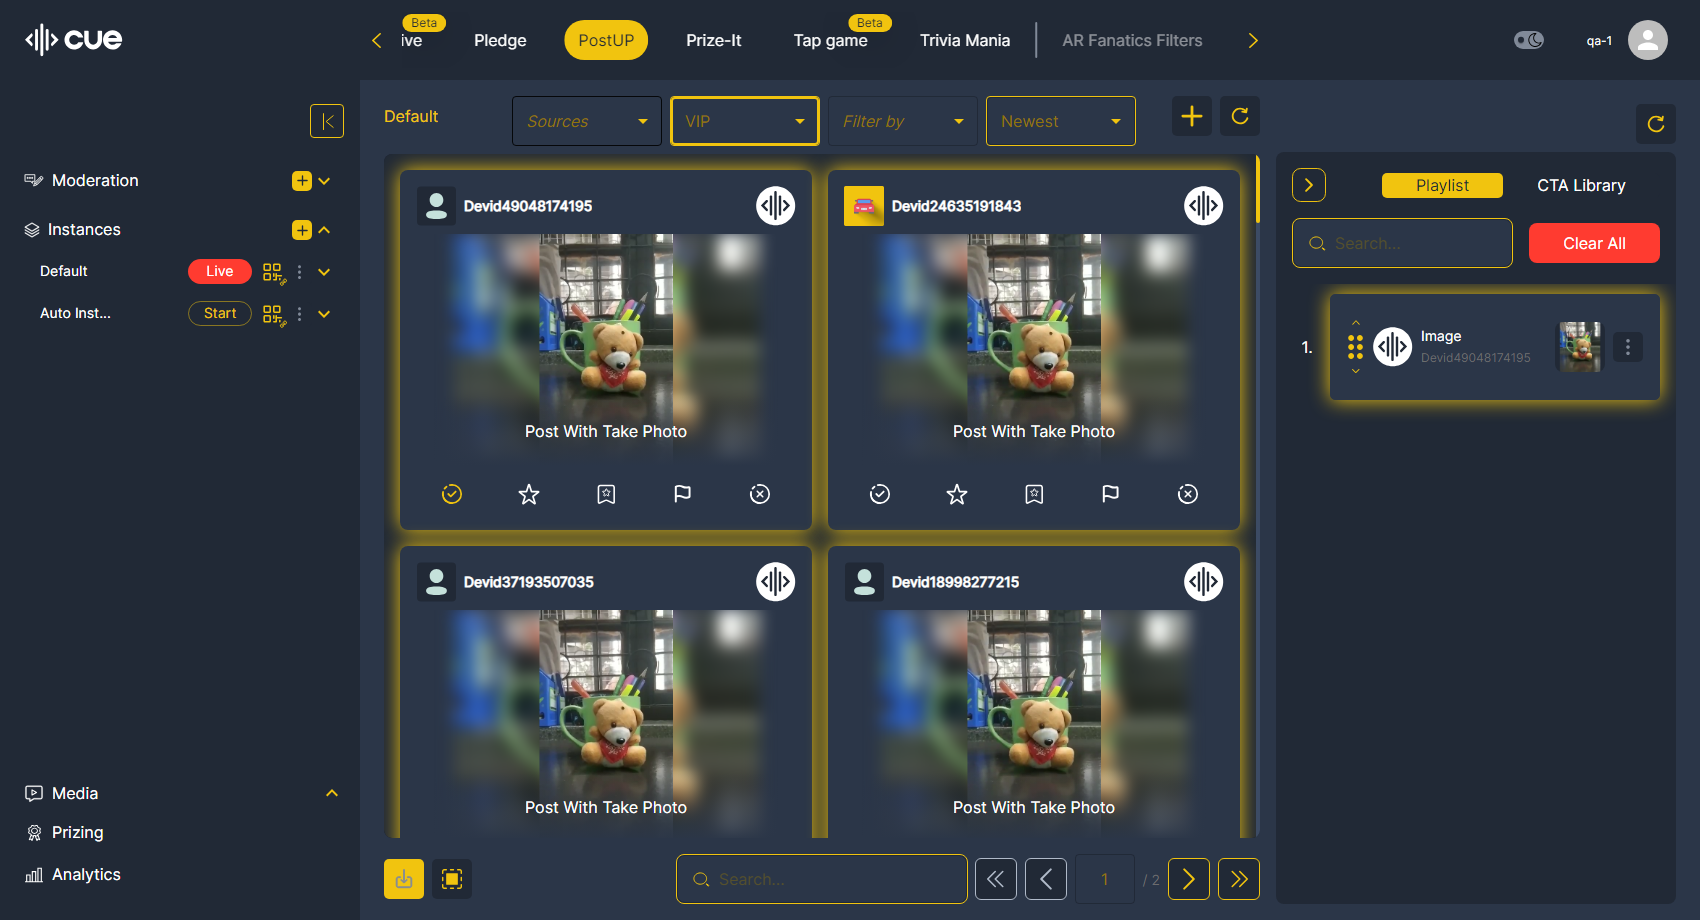 cue
Beta
ive
Pledge
PostUP
Prize-It
Beta
Tap game
Trivia Mania
AR Fanatics Filters
qa-1
Moderation
Instances
Default
Live
Auto Inst...
Start
Media
Prizing
Analytics
Default
Sources
VIP
Filter by
Newest
Devid49048174195
Post With Take Photo
Devid24635191843
Post With Take Photo
Devid37193507035
Post With Take Photo
Devid18998277215
Post With Take Photo
Search...
1
/ 2
Playlist
CTA Library
Search...
Clear All
1.
Image
Devid49048174195